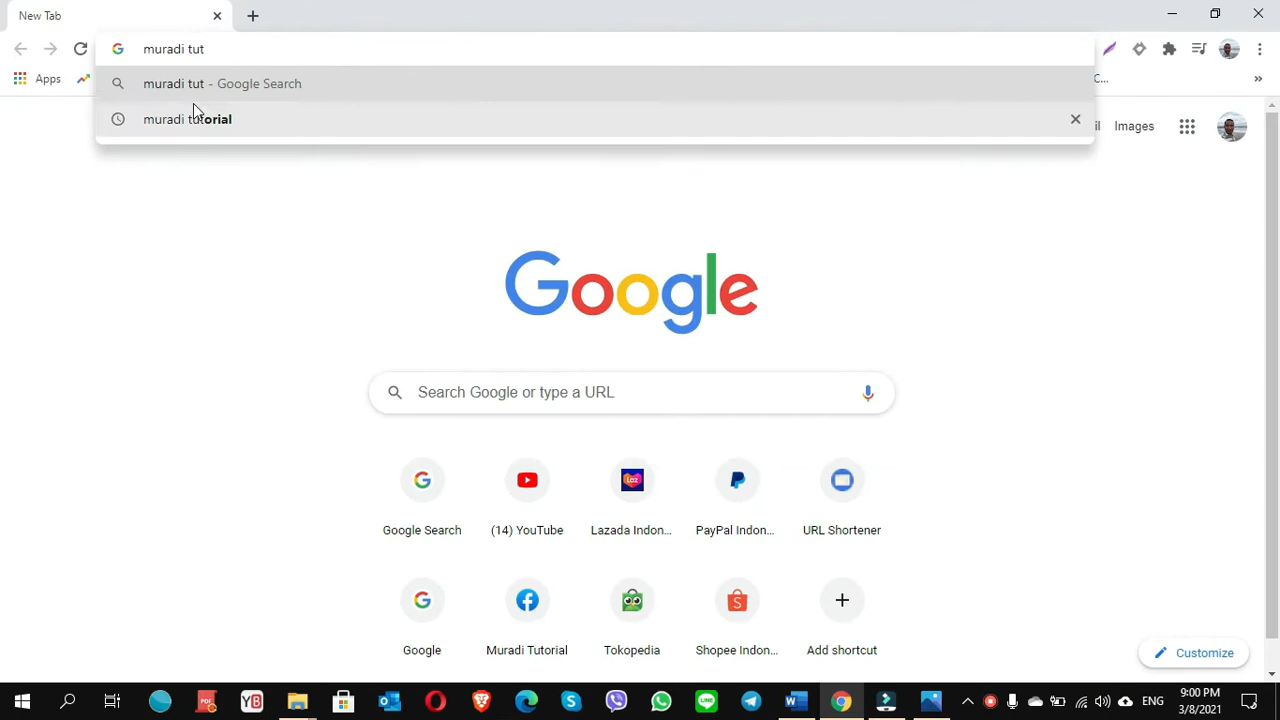 New Tab
muradi tut
muradi tut - Google Search
muradi tutorial
Apps
C...
Images
Google
Search Google or type a URL
Google Search
(14) YouTube
Lazada Indon...
PayPal Indon...
URL Shortener
Google
Muradi Tutorial
Tokopedia
Shopee Indon...
Add shortcut
Customize
ENG
9:00 PM
3/8/2021